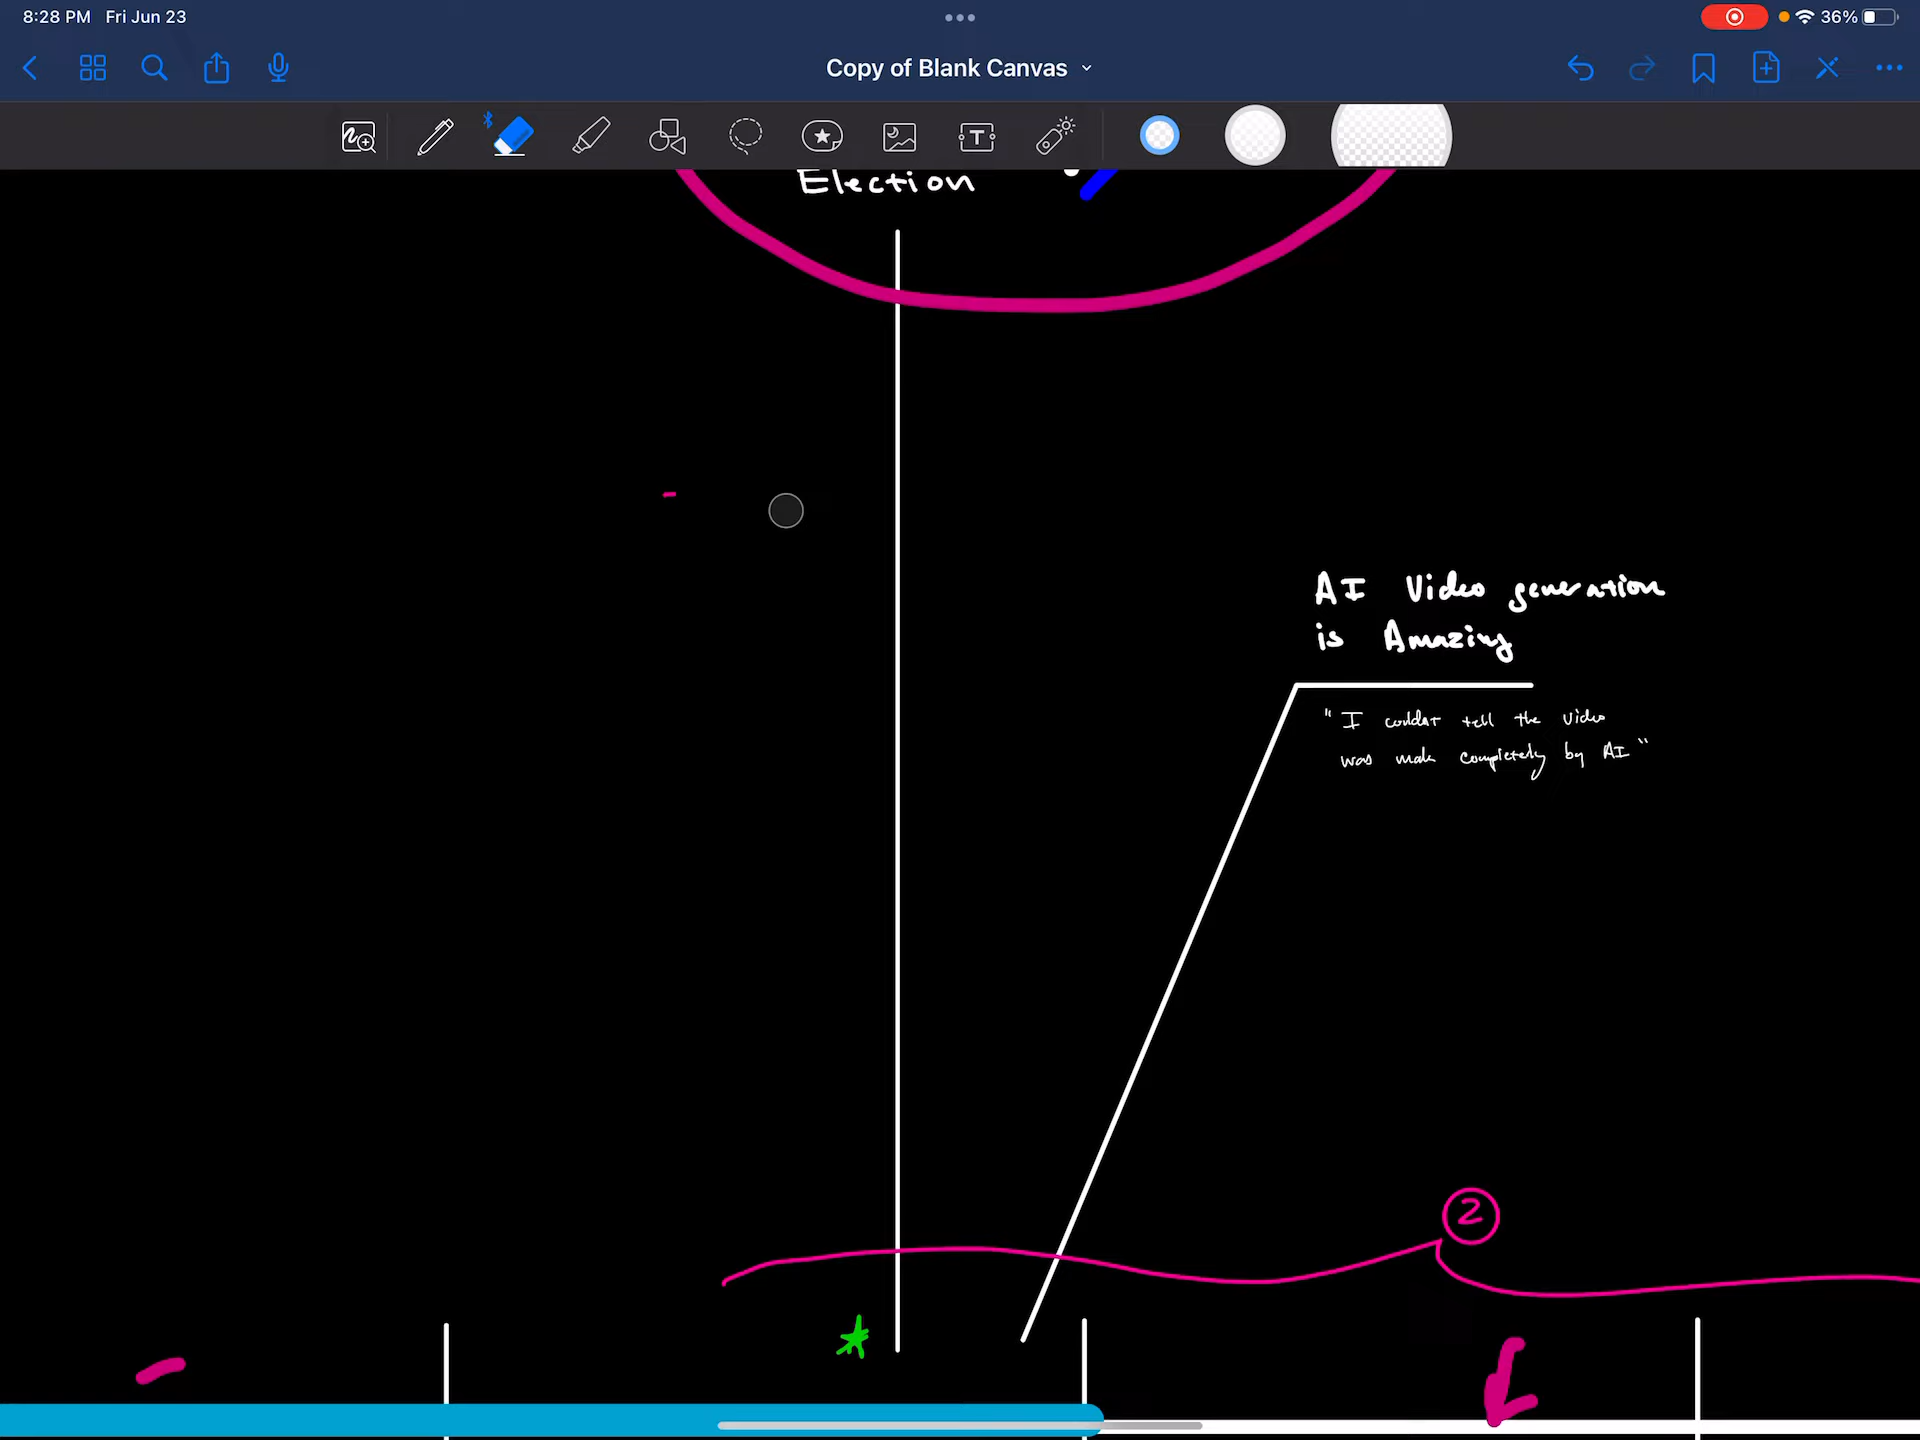 8:28 PM Fri Jun 23
36%
Copy of Blank Canvas
T
Election
AI Video generation
is Amazing
"I couldnt tell the video
was made completely by AI"
2